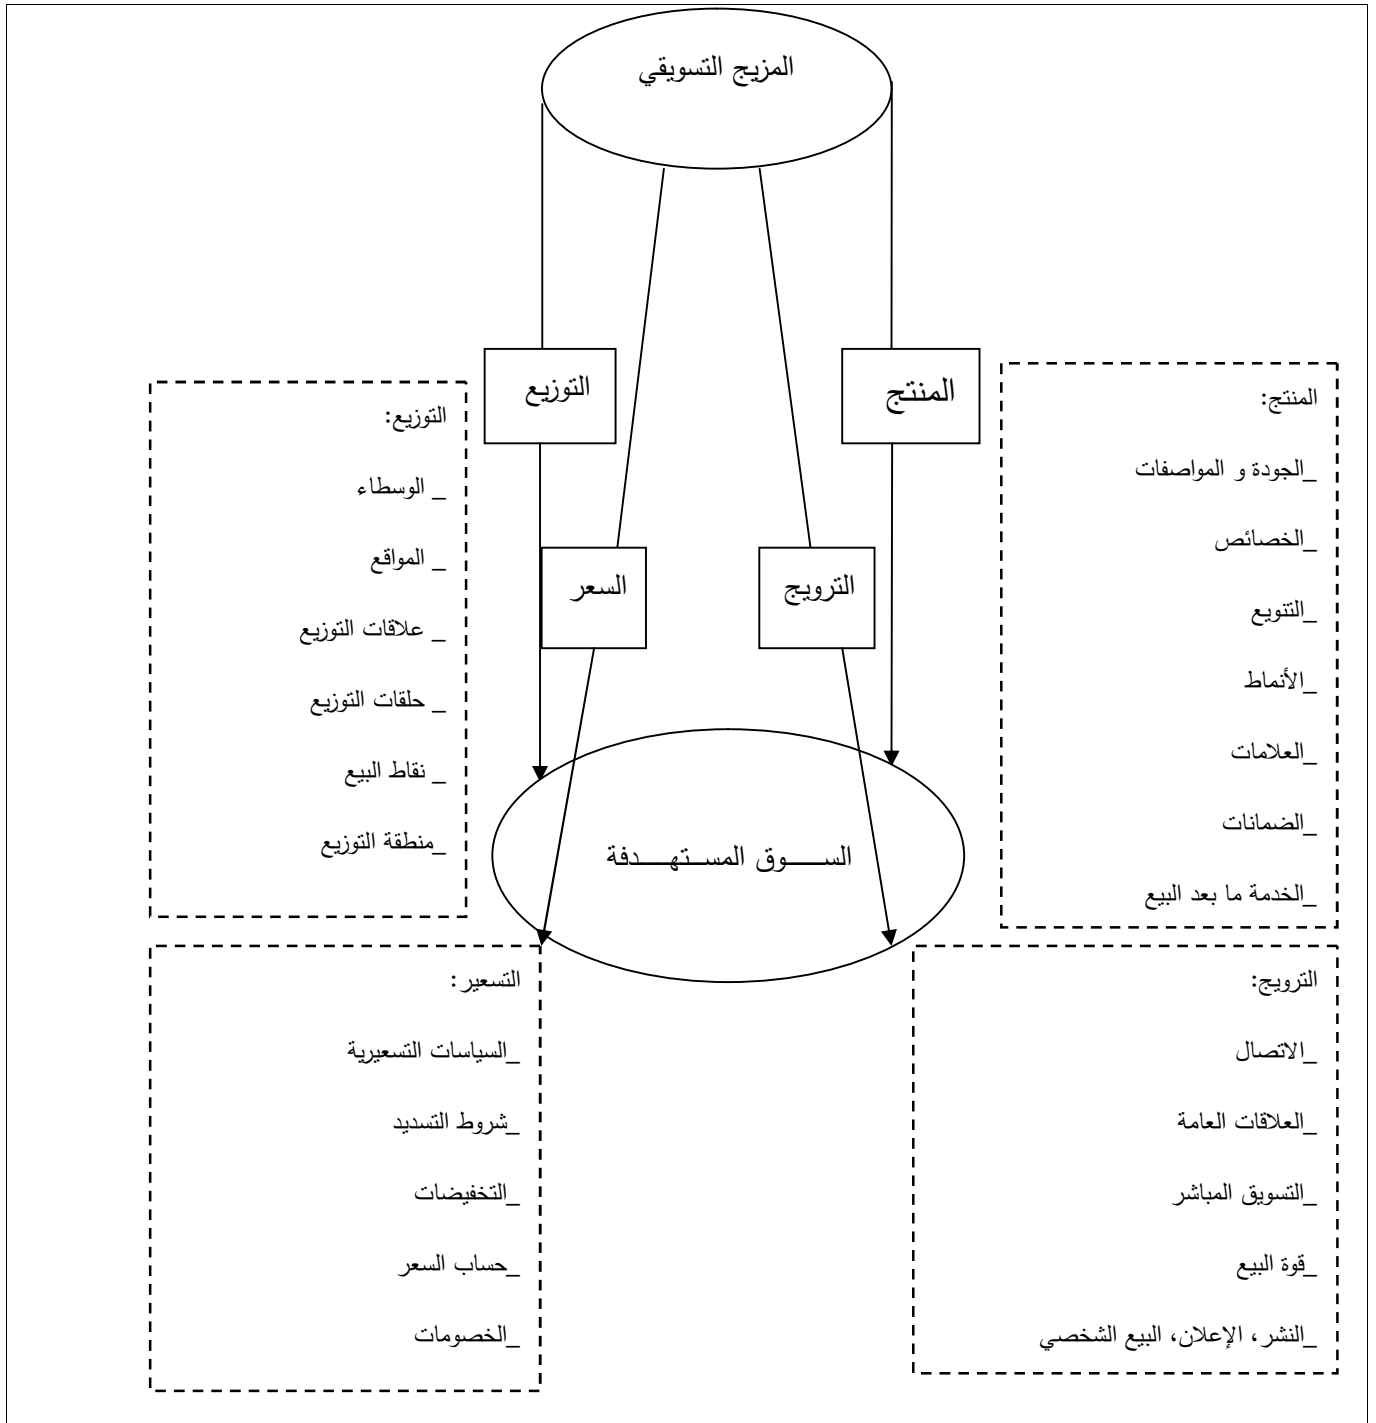 المزيج التسويقي
المنتج
التوزيع
الترويج
السعر
الســـــوق المســتهــــدفة
المنتج:
_الجودة و المواصفات
_الخصائص
_التنويع
_الأنماط
_العلامات
_الضمانات
_الخدمة ما بعد البيع
التوزيع:
_ الوسطاء
_ المواقع
_ علاقات التوزيع
_ حلقات التوزيع
_ نقاط البيع
_منطقة التوزيع
الترويج:
_الاتصال
_العلاقات العامة
_التسويق المباشر
_قوة البيع
_النشر، الإعلان، البيع الشخصي
التسعير:
_السياسات التسعيرية
_شروط التسديد
_التخفيضات
_حساب السعر
_الخصومات